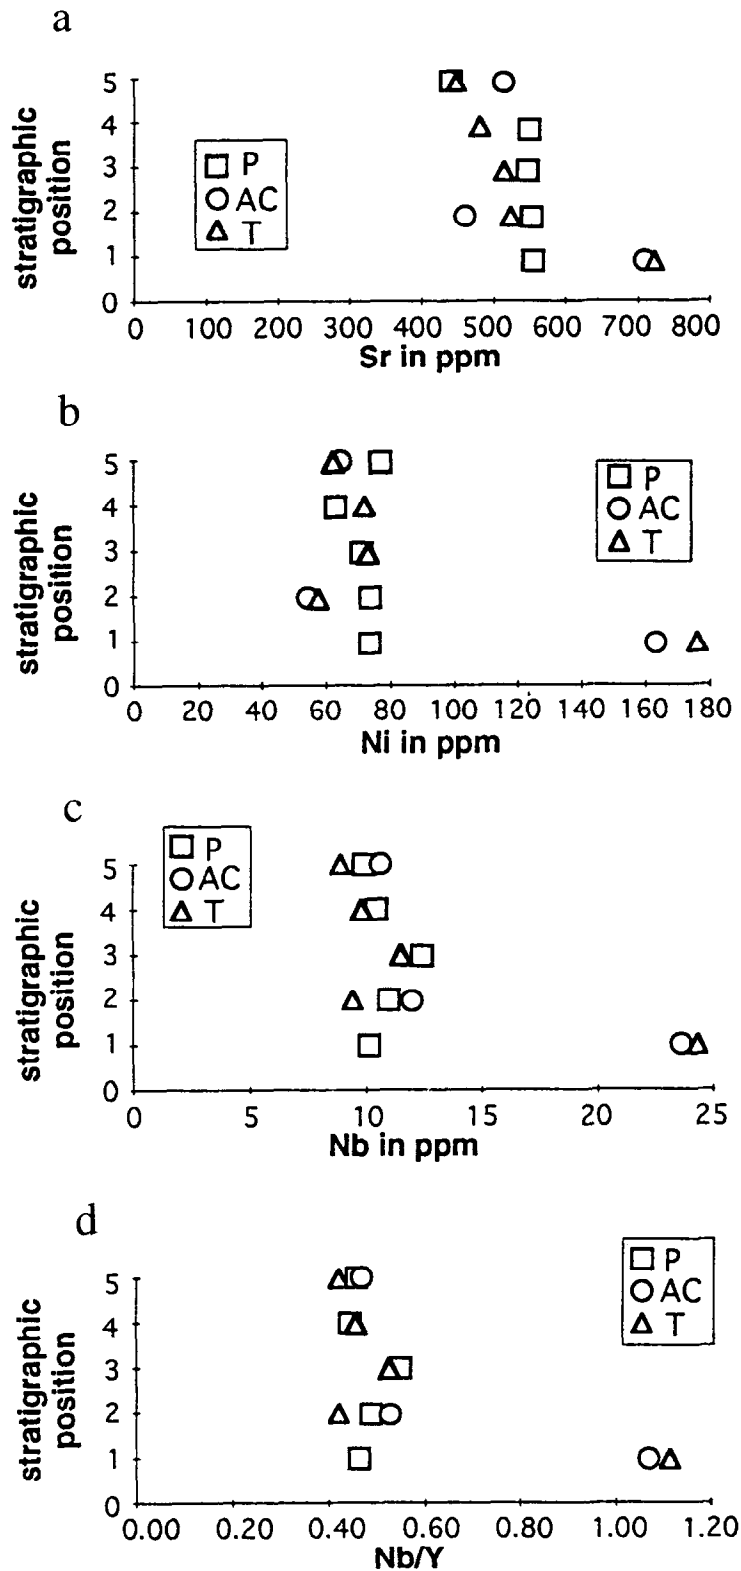 a
stratigraphic
position
5
4
3
2
1
0
P
AC
T
0 100 200 300 400 500 600 700 800
Sr in ppm
b
stratigraphic
position
5
4
3
2
1
0
P
AC
T
0 20 40 60 80 100 120 140 160 180
Ni in ppm
c
stratigraphic
position
5
4
3
2
1
0
P
AC
T
0 5 10 15 20 25
Nb in ppm
d
stratigraphic
position
5
4
3
2
1
0
P
AC
T
0.00 0.20 0.40 0.60 0.80 1.00 1.20
Nb/Y